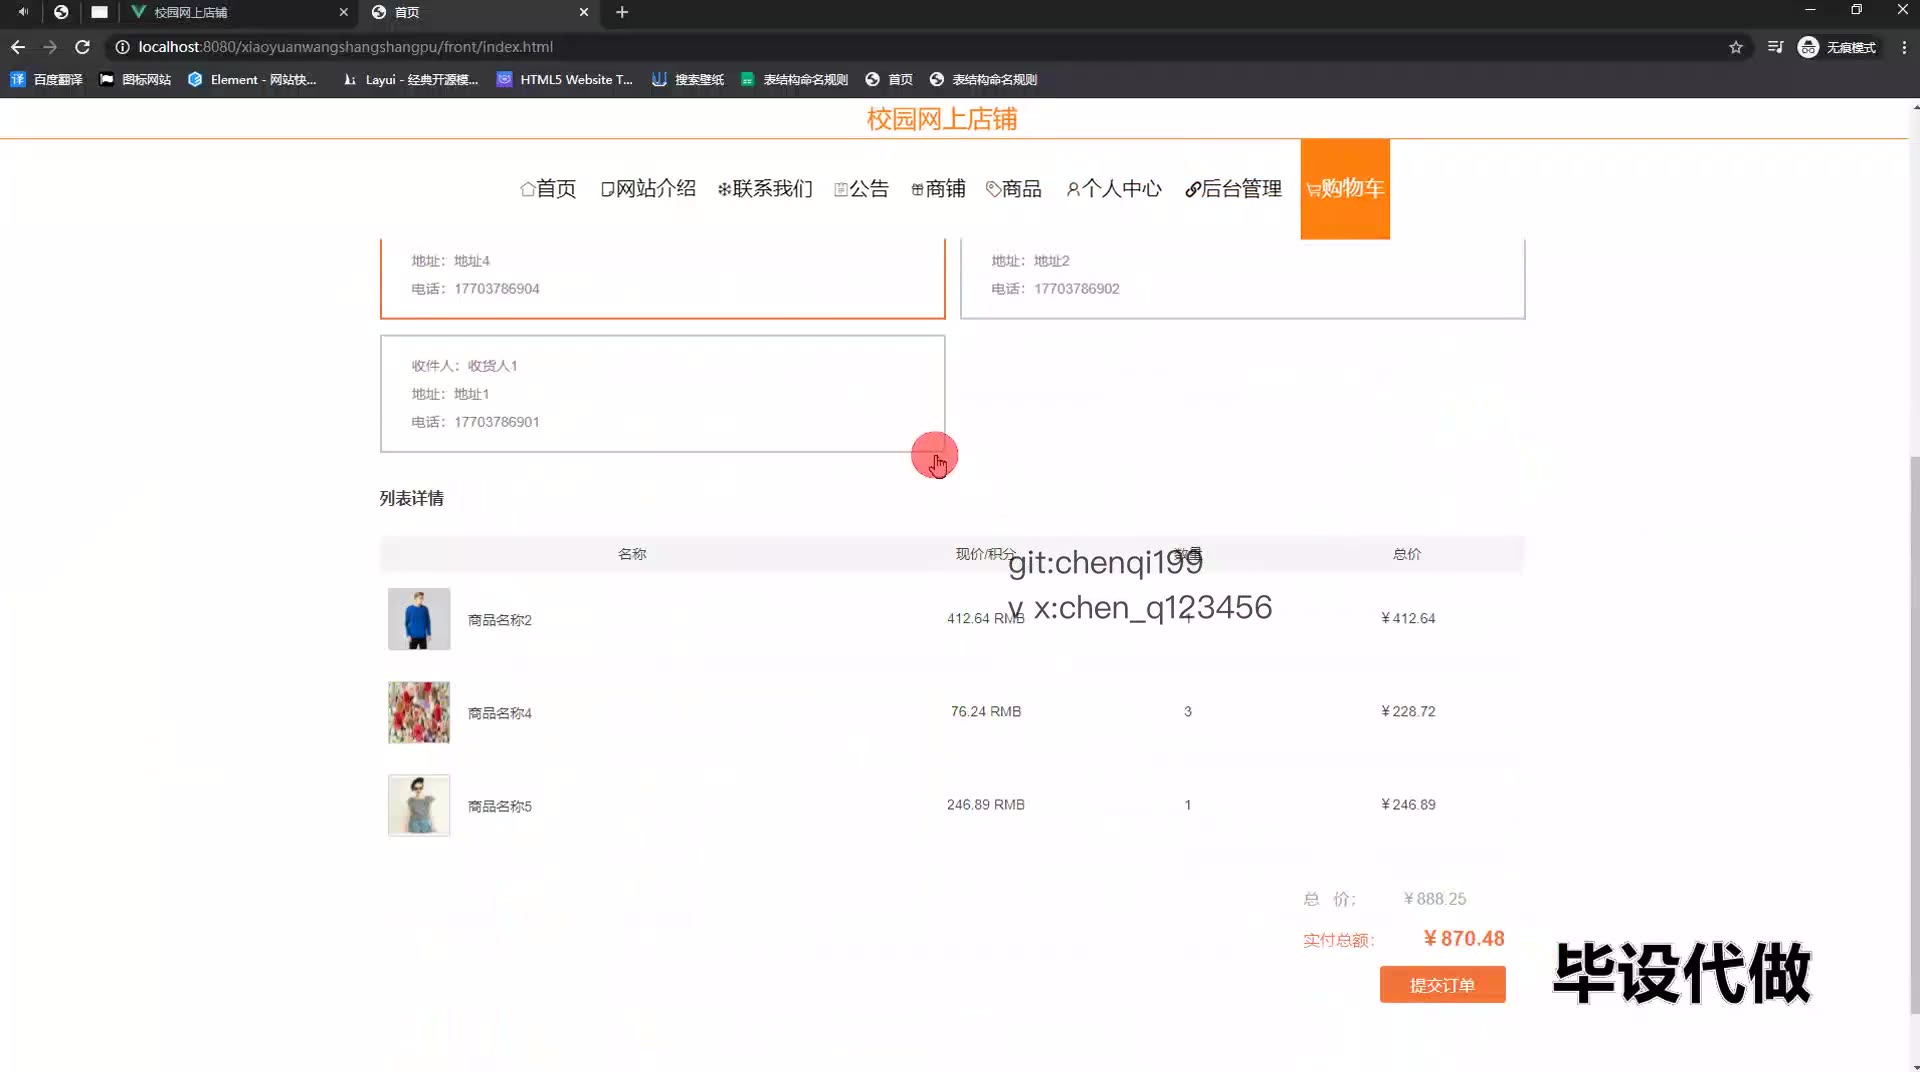 校园网上店铺
首页
localhost:8080/xiaoyuanwangshangshangpu/front/index.html
无痕模式
百度翻译
图标网站
Element - 网站快...
Layui - 经典开源模...
HTML5 Website T...
搜索壁纸
表结构命名规则
首页
表结构命名规则
校园网上店铺
首页
网站介绍
联系我们
公告
商铺
商品
个人中心
后台管理
购物车
地址：地址4
电话：17703786904
地址：地址2
电话：17703786902
收件人：收货人1
地址：地址1
电话：17703786901
列表详情
名称 现价/积分 数量 总价
git:chenqi199
v x:chen_q123456
商品名称2 412.64 RMB 1 ￥412.64
商品名称4 76.24 RMB 3 ￥228.72
商品名称5 246.89 RMB 1 ￥246.89
总 价： ￥888.25
实付总额： ￥870.48
提交订单
毕设代做